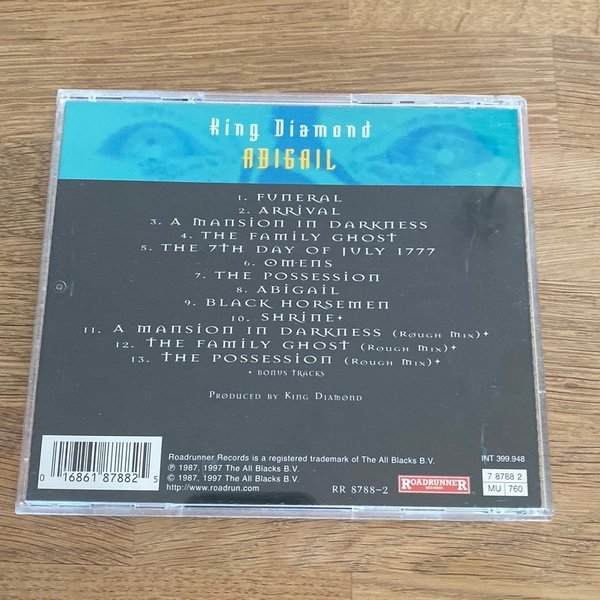 King Diamond
ABIGAIL
1. Funeral
2. Arrival
3. A Mansion in Darkness
4. The Family Ghost
5. The 7th Day of July 1777
6. Omens
7. The Possession
8. Abigail
9. Black Horsemen
10. Shrine+
11. A Mansion in Darkness (Rough Mix)+
12. The Family Ghost (Rough Mix)+
13. The Possession (Rough Mix)+
+ Bonus Tracks
Produced by King Diamond
0 16861 87882 5
Roadrunner Records is a registered trademark of The All Blacks B.V.
℗ 1987, 1997 The All Blacks B.V.
© 1987, 1997 The All Blacks B.V.
http://www.roadrun.com
RR 8788-2
ROADRUNNER
RECORDS
INT 399.948
7 8788 2
MU 760